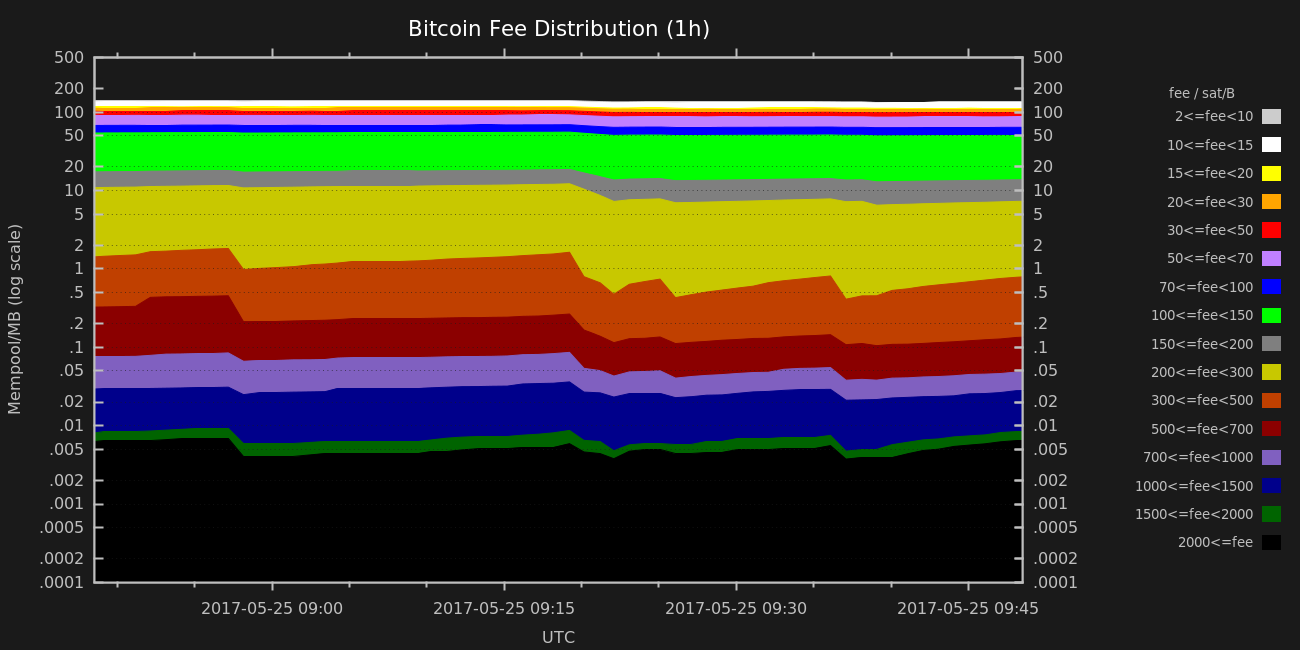 Bitcoin Fee Distribution (1h)
500
200
100
50
20
10
5
2
1
.5
.2
.1
.05
.02
.01
.005
.002
.001
.0005
.0002
.0001
Mempool/MB (log scale)
500
200
100
50
20
10
5
2
1
.5
.2
.1
.05
.02
.01
.005
.002
.001
.0005
.0002
.0001
2017-05-25 09:00
2017-05-25 09:15
2017-05-25 09:30
2017-05-25 09:45
UTC
fee / sat/B
2<=fee<10
10<=fee<15
15<=fee<20
20<=fee<30
30<=fee<50
50<=fee<70
70<=fee<100
100<=fee<150
150<=fee<200
200<=fee<300
300<=fee<500
500<=fee<700
700<=fee<1000
1000<=fee<1500
1500<=fee<2000
2000<=fee